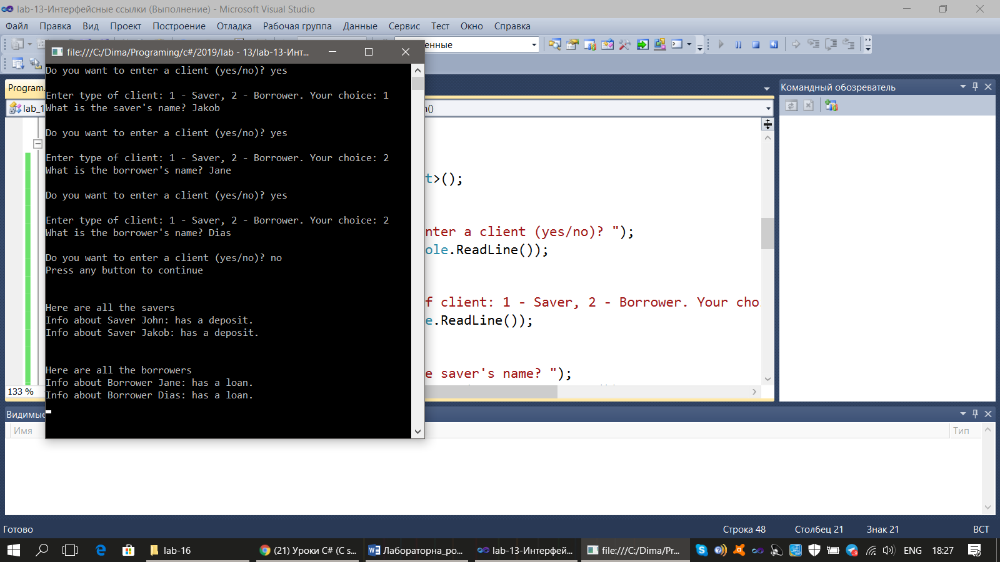 lab-13-Интерфейсные ссылки (Выполнение) - Microsoft Visual Studio
Файл Правка Вид Проект Построение Отладка Рабочая группа Данные Сервис Тест Окно Справка
file:///C:/Dima/Programing/c#/2019/lab - 13/lab-13-Инт...
енные
Do you want to enter a client (yes/no)? yes
Enter type of client: 1 - Saver, 2 - Borrower. Your choice: 1
What is the saver's name? Jakob
Do you want to enter a client (yes/no)? yes
Enter type of client: 1 - Saver, 2 - Borrower. Your choice: 2
What is the borrower's name? Jane
Do you want to enter a client (yes/no)? yes
Enter type of client: 1 - Saver, 2 - Borrower. Your choice: 2
What is the borrower's name? Dias
Do you want to enter a client (yes/no)? no
Press any button to continue
Here are all the savers
Info about Saver John: has a deposit.
Info about Saver Jakob: has a deposit.
Here are all the borrowers
Info about Borrower Jane: has a loan.
Info about Borrower Dias: has a loan.
Program.
lab_1
()
t>();
nter a client (yes/no)? ");
ole.ReadLine());
f client: 1 - Saver, 2 - Borrower. Your cho
e.ReadLine());
e saver's name? ");
133 %
Командный обозреватель
Видимые
Имя
Тип
Готово
Строка 48 Столбец 21 Знак 21 ВСТ
lab-16
(21) Уроки C# (C s...
Лабораторна_ро...
lab-13-Интерфей...
file:///C:/Dima/Pr...
ENG 18:27